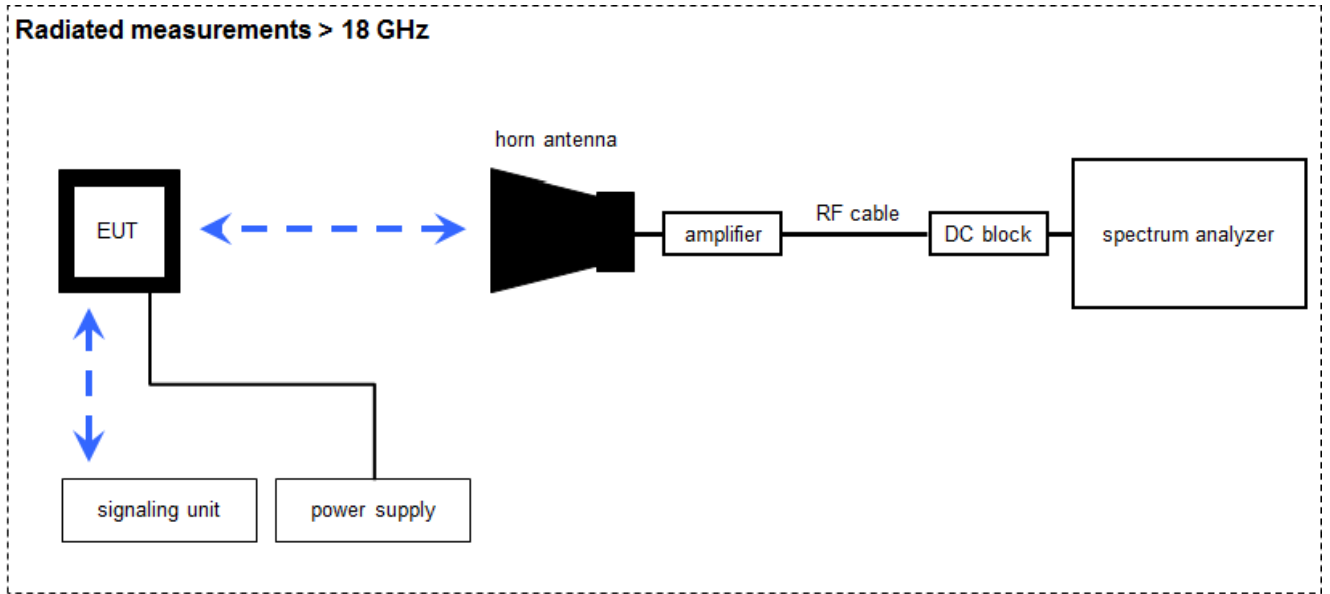 Radiated measurements > 18 GHz
horn antenna
EUT
amplifier
RF cable
DC block
spectrum analyzer
signaling unit
power supply